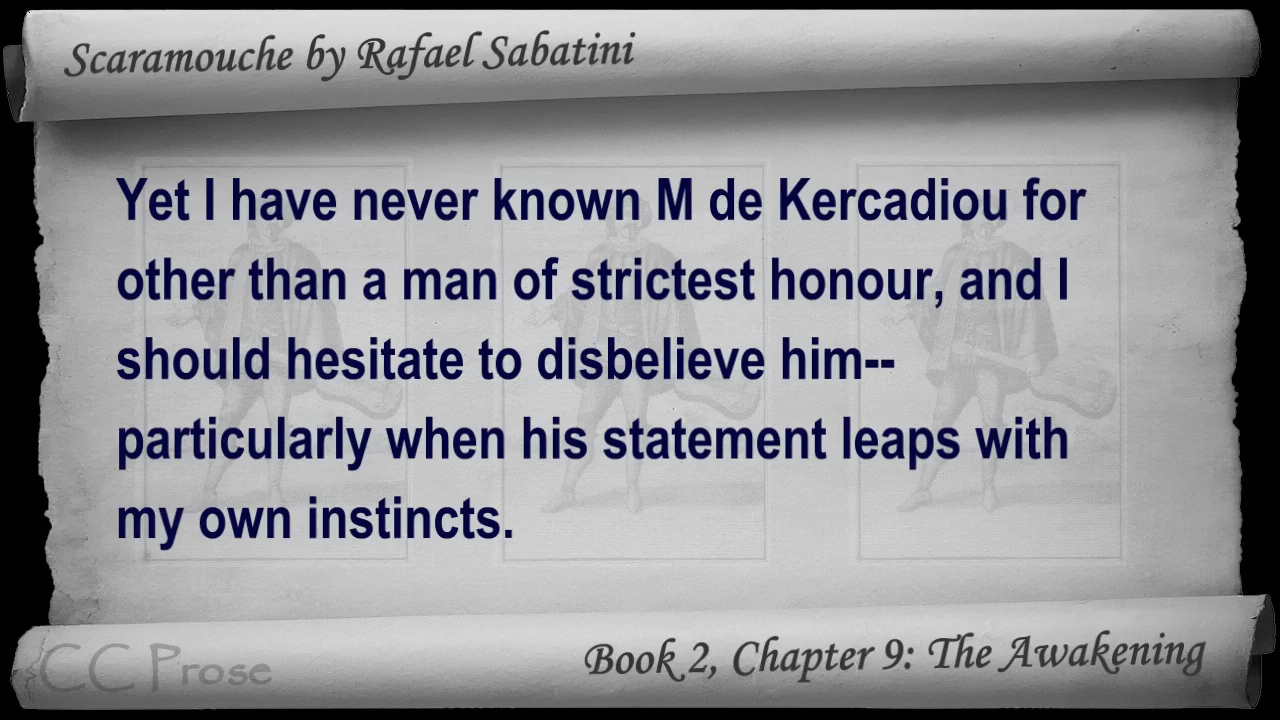 Scaramouche by Rafael Sabatini
Yet I have never known M de Kercadiou for
other than a man of strictest honour, and I
should hesitate to disbelieve him--
particularly when his statement leaps with
my own instincts.
CC Prose
Book 2, Chapter 9: The Awakening